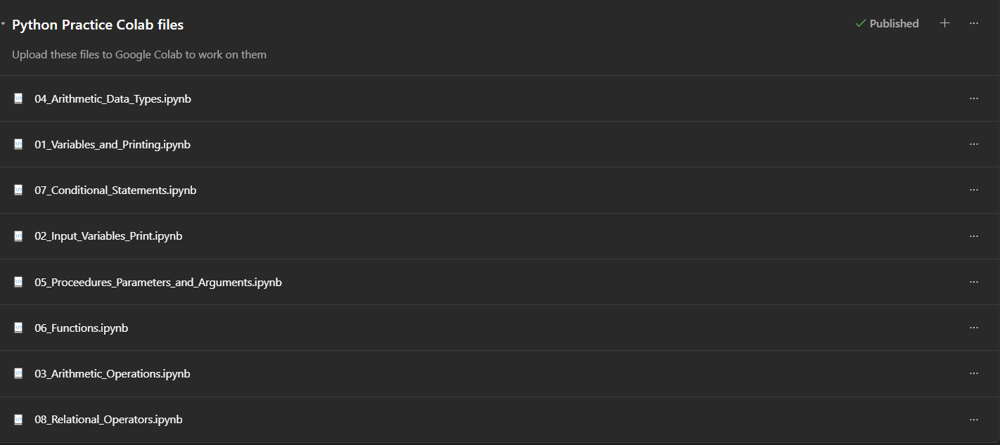 Python Practice Colab files
Published
Upload these files to Google Colab to work on them
04_Arithmetic_Data_Types.ipynb
01_Variables_and_Printing.ipynb
07_Conditional_Statements.ipynb
02_Input_Variables_Print.ipynb
05_Proceedures_Parameters_and_Arguments.ipynb
06_Functions.ipynb
03_Arithmetic_Operations.ipynb
08_Relational_Operators.ipynb